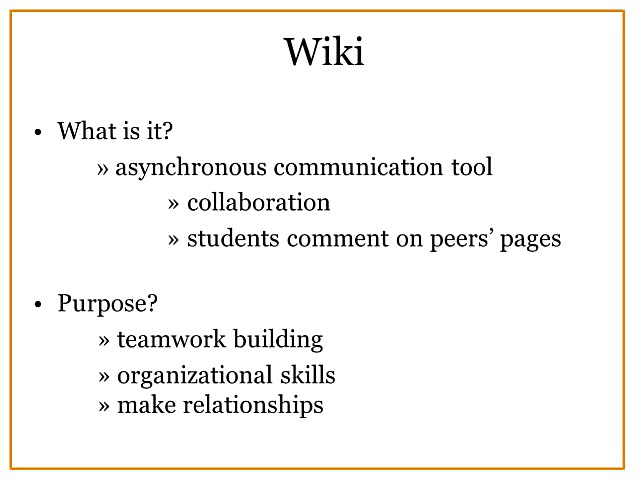 Wiki
• What is it?
» asynchronous communication tool
» collaboration
» students comment on peers’ pages
• Purpose?
» teamwork building
» organizational skills
» make relationships